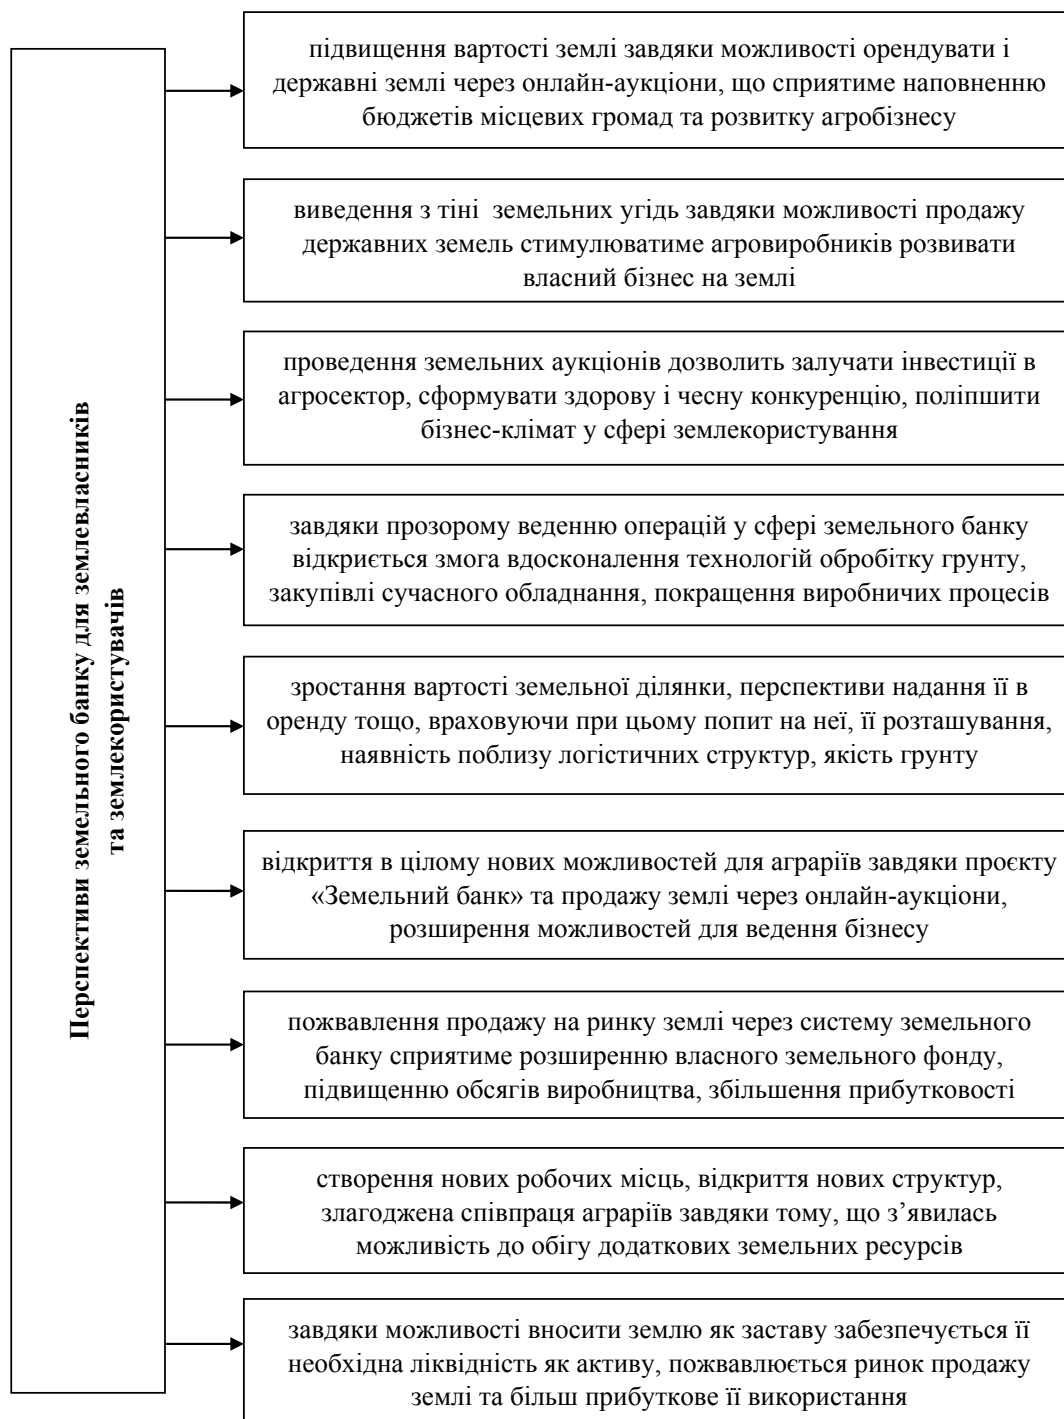 Перспективи земельного банку для землевласників
та землекористувачів
підвищення вартості землі завдяки можливості орендувати і
державні землі через онлайн-аукціони, що сприятиме наповненню
бюджетів місцевих громад та розвитку агробізнесу
виведення з тіні земельних угідь завдяки можливості продажу
державних земель стимулюватиме агровиробників розвивати
власний бізнес на землі
проведення земельних аукціонів дозволить залучати інвестиції в
агросектор, сформувати здорову і чесну конкуренцію, поліпшити
бізнес-клімат у сфері землекористування
завдяки прозорому веденню операцій у сфері земельного банку
відкриється змога вдосконалення технологій обробітку грунту,
закупівлі сучасного обладнання, покращення виробничих процесів
зростання вартості земельної ділянки, перспективи надання її в
оренду тощо, враховуючи при цьому попит на неї, її розташування,
наявність поблизу логістичних структур, якість грунту
відкриття в цілому нових можливостей для аграріїв завдяки проєкту
«Земельний банк» та продажу землі через онлайн-аукціони,
розширення можливостей для ведення бізнесу
пожвавлення продажу на ринку землі через систему земельного
банку сприятиме розширенню власного земельного фонду,
підвищенню обсягів виробництва, збільшення прибутковості
створення нових робочих місць, відкриття нових структур,
злагоджена співпраця аграріїв завдяки тому, що з’явилась
можливість до обігу додаткових земельних ресурсів
завдяки можливості вносити землю як заставу забезпечується її
необхідна ліквідність як активу, пожвавлюється ринок продажу
землі та більш прибуткове її використання